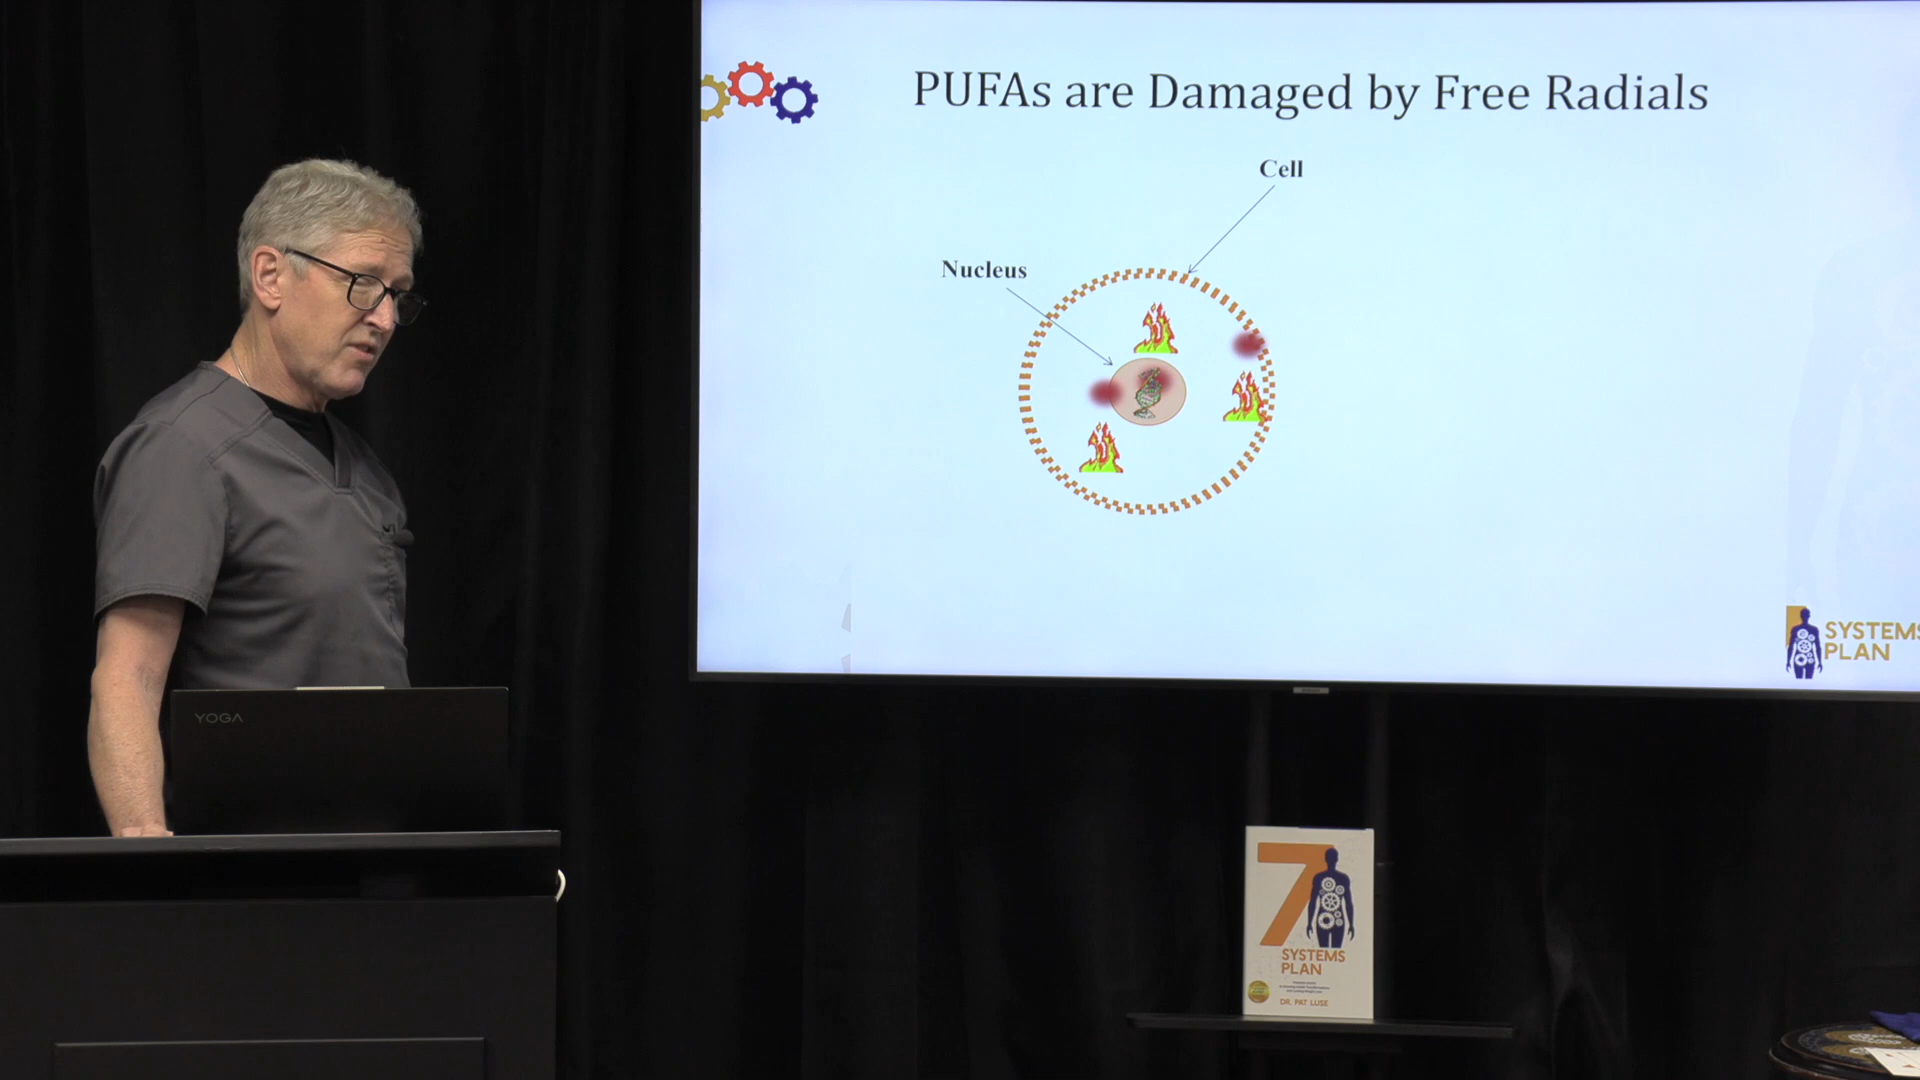 PUFAs are Damaged by Free Radials
Cell
Nucleus
SYSTEMS
PLAN
YOGA
7
SYSTEMS
PLAN
DR. PAT LUSE